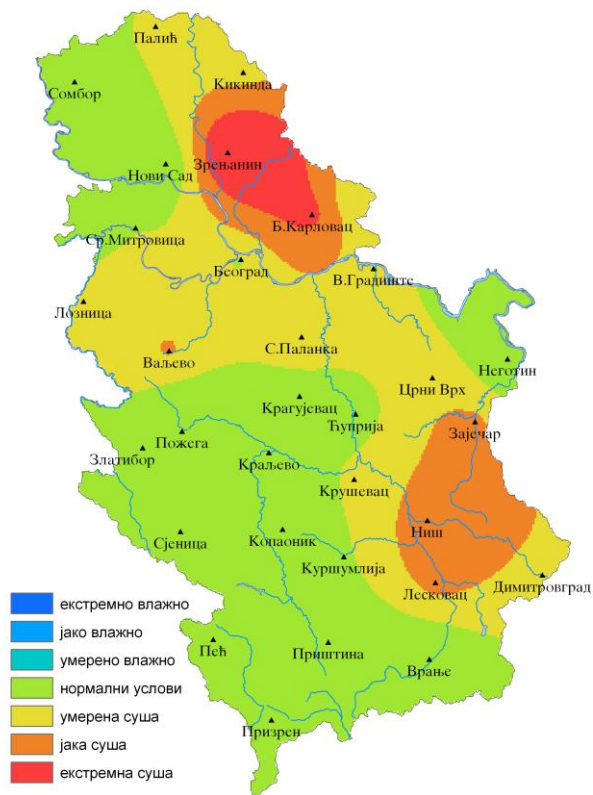 Палић
Кикинда
Сомбор
Зрењанин
Нови Сад
Б.Карловац
Ср.Митровица
Београд
В.Градиште
Лозница
С.Паланка
Ваљево
Неготин
Црни Врх
Крагујевац
Ћуприја
Зајечар
Пожега
Златибор
Краљево
Крушевац
Ниш
Сјеница
Копаоник
Куршумлија
Димитровград
Лесковац
екстремно влажно
јако влажно
умерено влажно
нормални услови
умерена суша
јака суша
екстремна суша
Пећ
Приштина
Врање
Призрен